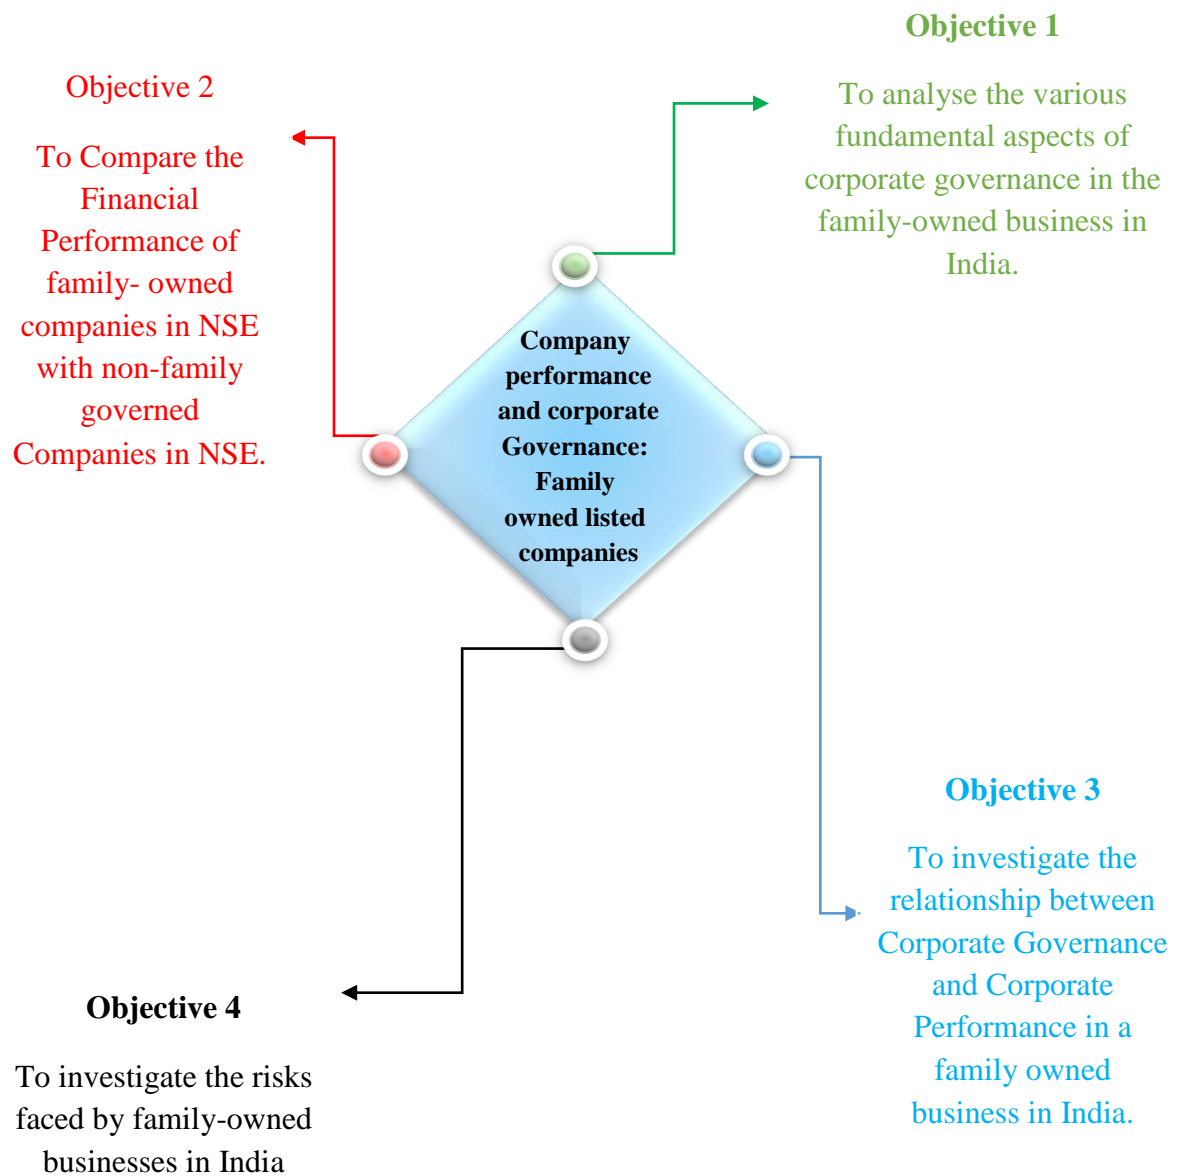 Objective 1
To analyse the various
fundamental aspects of
corporate governance in the
family-owned business in
India.
Objective 2
To Compare the
Financial
Performance of
family- owned
companies in NSE
with non-family
governed
Companies in NSE.
Company
performance
and corporate
Governance:
Family
owned listed
companies
Objective 3
To investigate the
relationship between
Corporate Governance
and Corporate
Performance in a
family owned
business in India.
Objective 4
To investigate the risks
faced by family-owned
businesses in India